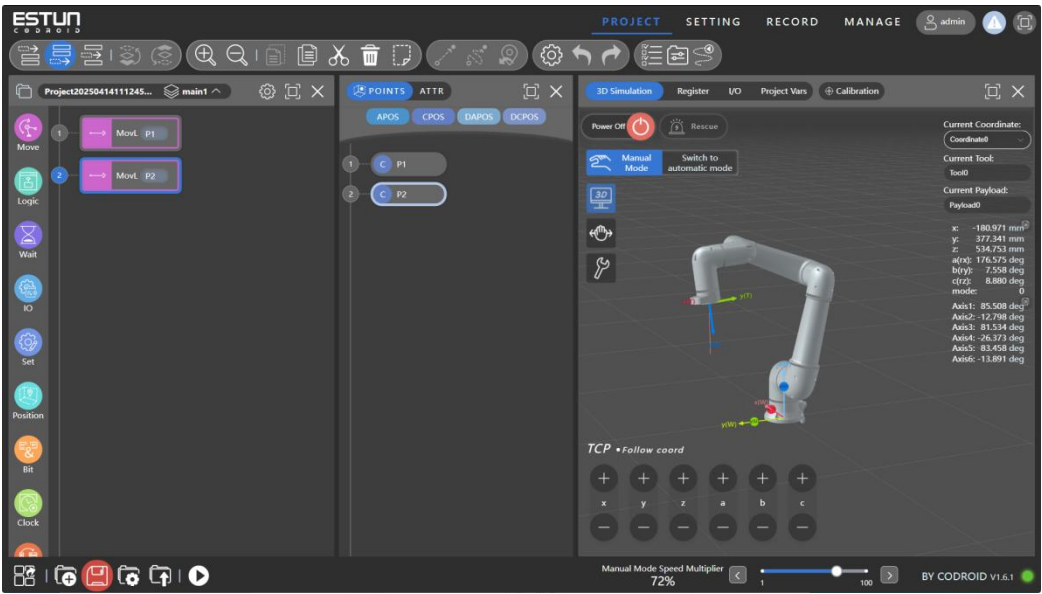 ESTUN
CODROID
PROJECT SETTING RECORD MANAGE admin
Project20250414111245... main1
POINTS ATTR
3D Simulation Register I/O Project Vars Calibration
APOS CPOS DAPOS DCPOS
Move
Logic
Wait
IO
Set
Position
Bit
Clock
1 MovL P1
2 MovL P2
1 C P1
2 C P2
Power Off Rescue
Manual Mode
Switch to automatic mode
3D
Current Coordinate:
Coordinate0
Current Tool:
Tool0
Current Payload:
Payload0
x: -180.971 mm
y: 377.341 mm
z: 534.753 mm
a(rx): 176.575 deg
b(ry): 7.558 deg
c(rz): 8.880 deg
mode: 0
Axis1: 85.508 deg
Axis2: -12.798 deg
Axis3: 81.534 deg
Axis4: -26.373 deg
Axis5: 83.458 deg
Axis6: -13.891 deg
y(T)
x(W)
y(W)
TCP •Follow coord
x y z a b c
Manual Mode Speed Multiplier
72%
1 100
BY CODROID V1.6.1